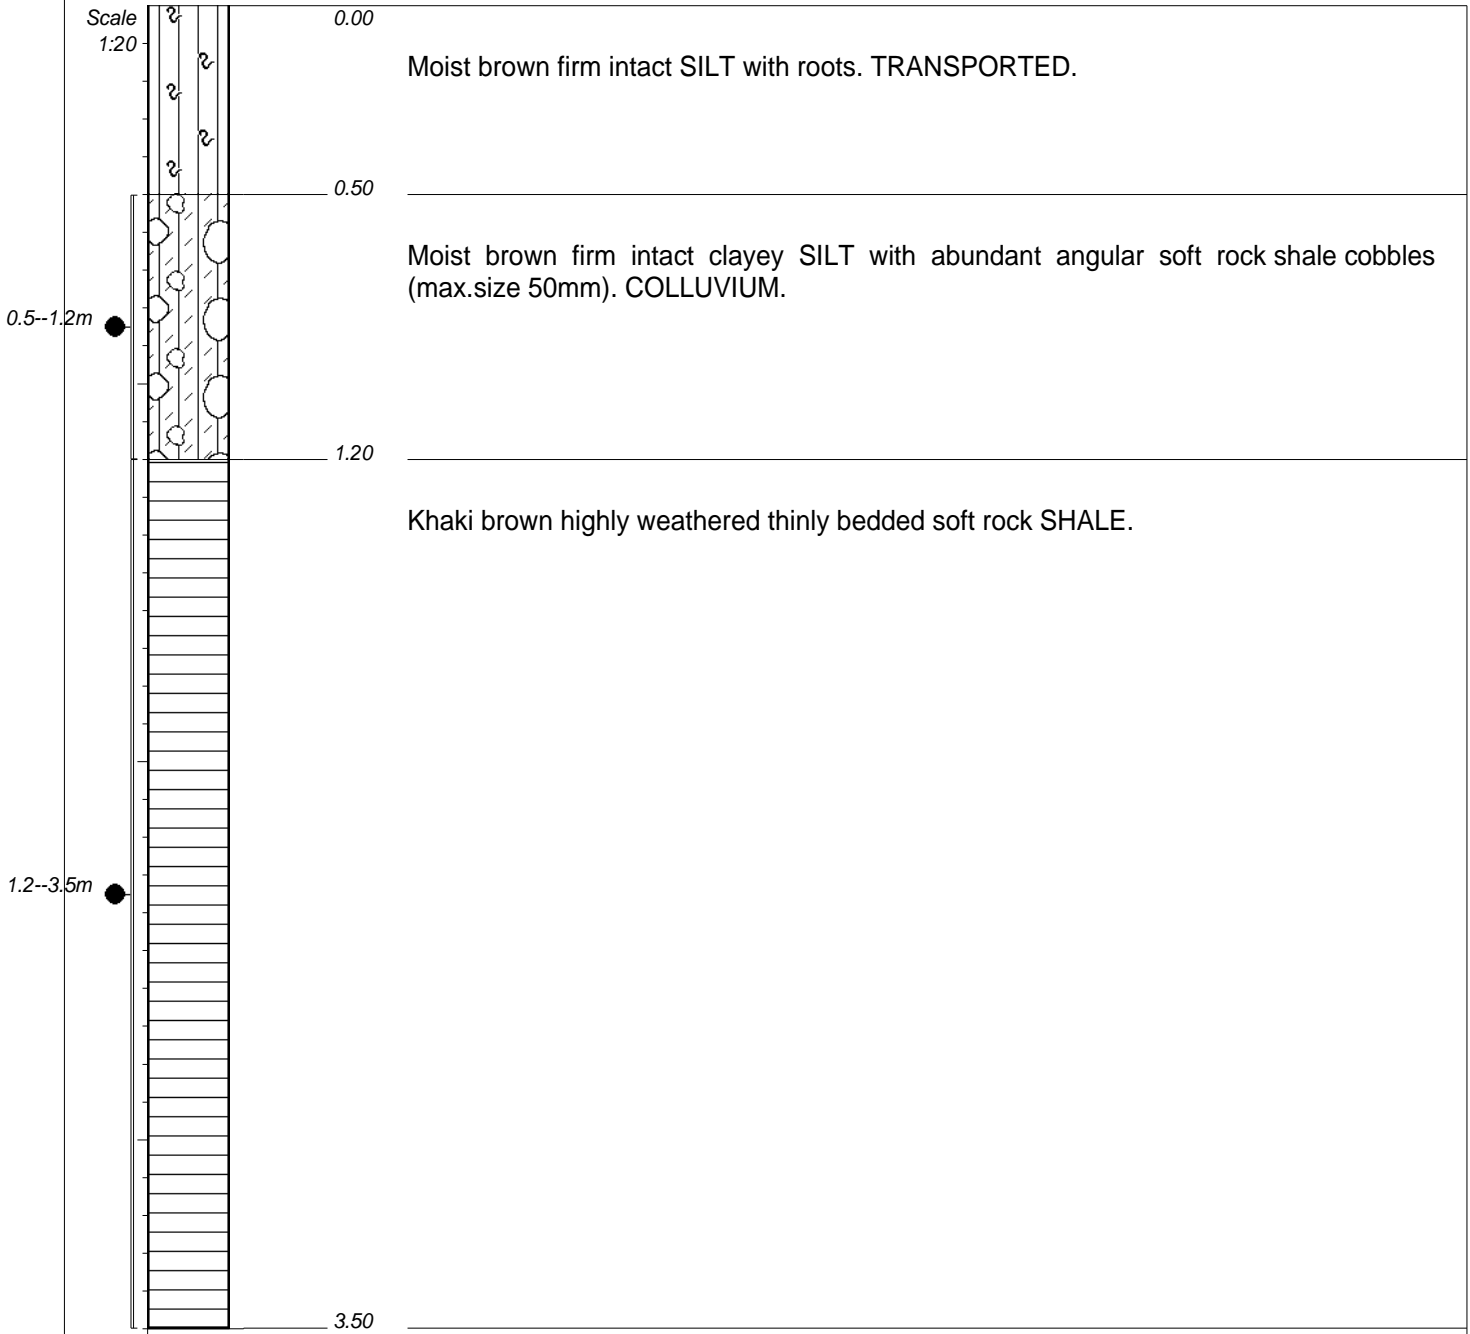 Scale
1:20
0.00
Moist brown firm intact SILT with roots. TRANSPORTED.
0.50
Moist brown firm intact clayey SILT with abundant angular soft rock shale cobbles
(max.size 50mm). COLLUVIUM.
0.5--1.2m
1.20
Khaki brown highly weathered thinly bedded soft rock SHALE.
1.2--3.5m
3.50